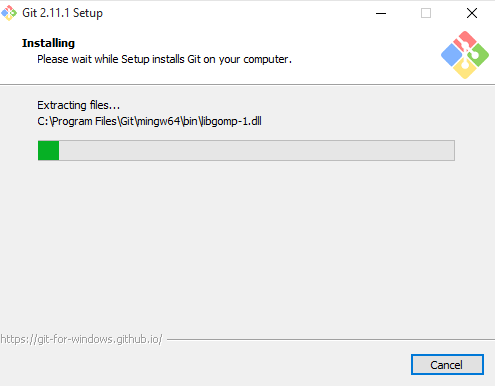 Git 2.11.1 Setup
Installing
Please wait while Setup installs Git on your computer.
Extracting files...
C:\Program Files\Git\mingw64\bin\libgomp-1.dll
https://git-for-windows.github.io/
Cancel